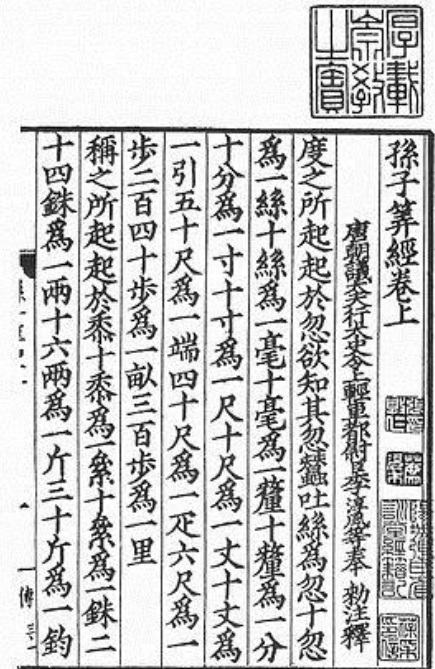 孫子筭經卷上
唐朝議大夫行太史令上輕車都尉臣李淳風等奉 勑注釋
度之所起起於忽欲知其忽蠶吐絲爲忽十忽
爲一絲十絲爲一毫十毫爲一釐十釐爲一分
十分爲一寸十寸爲一尺十尺爲一丈十丈爲
一引五十尺爲一端四十尺爲一疋六尺爲一
步二百四十步爲一畝三百步爲一里
稱之所起起於黍十黍爲一絫十絫爲一銖二
十四銖爲一兩十六兩爲一斤三十斤爲一鈞